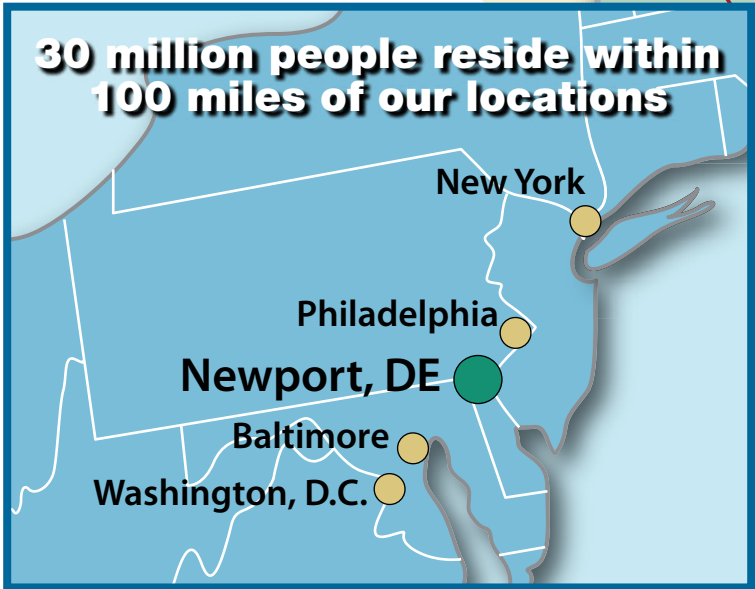 30 million people reside within
100 miles of our locations
New York
Philadelphia
Newport, DE
Baltimore
Washington, D.C.